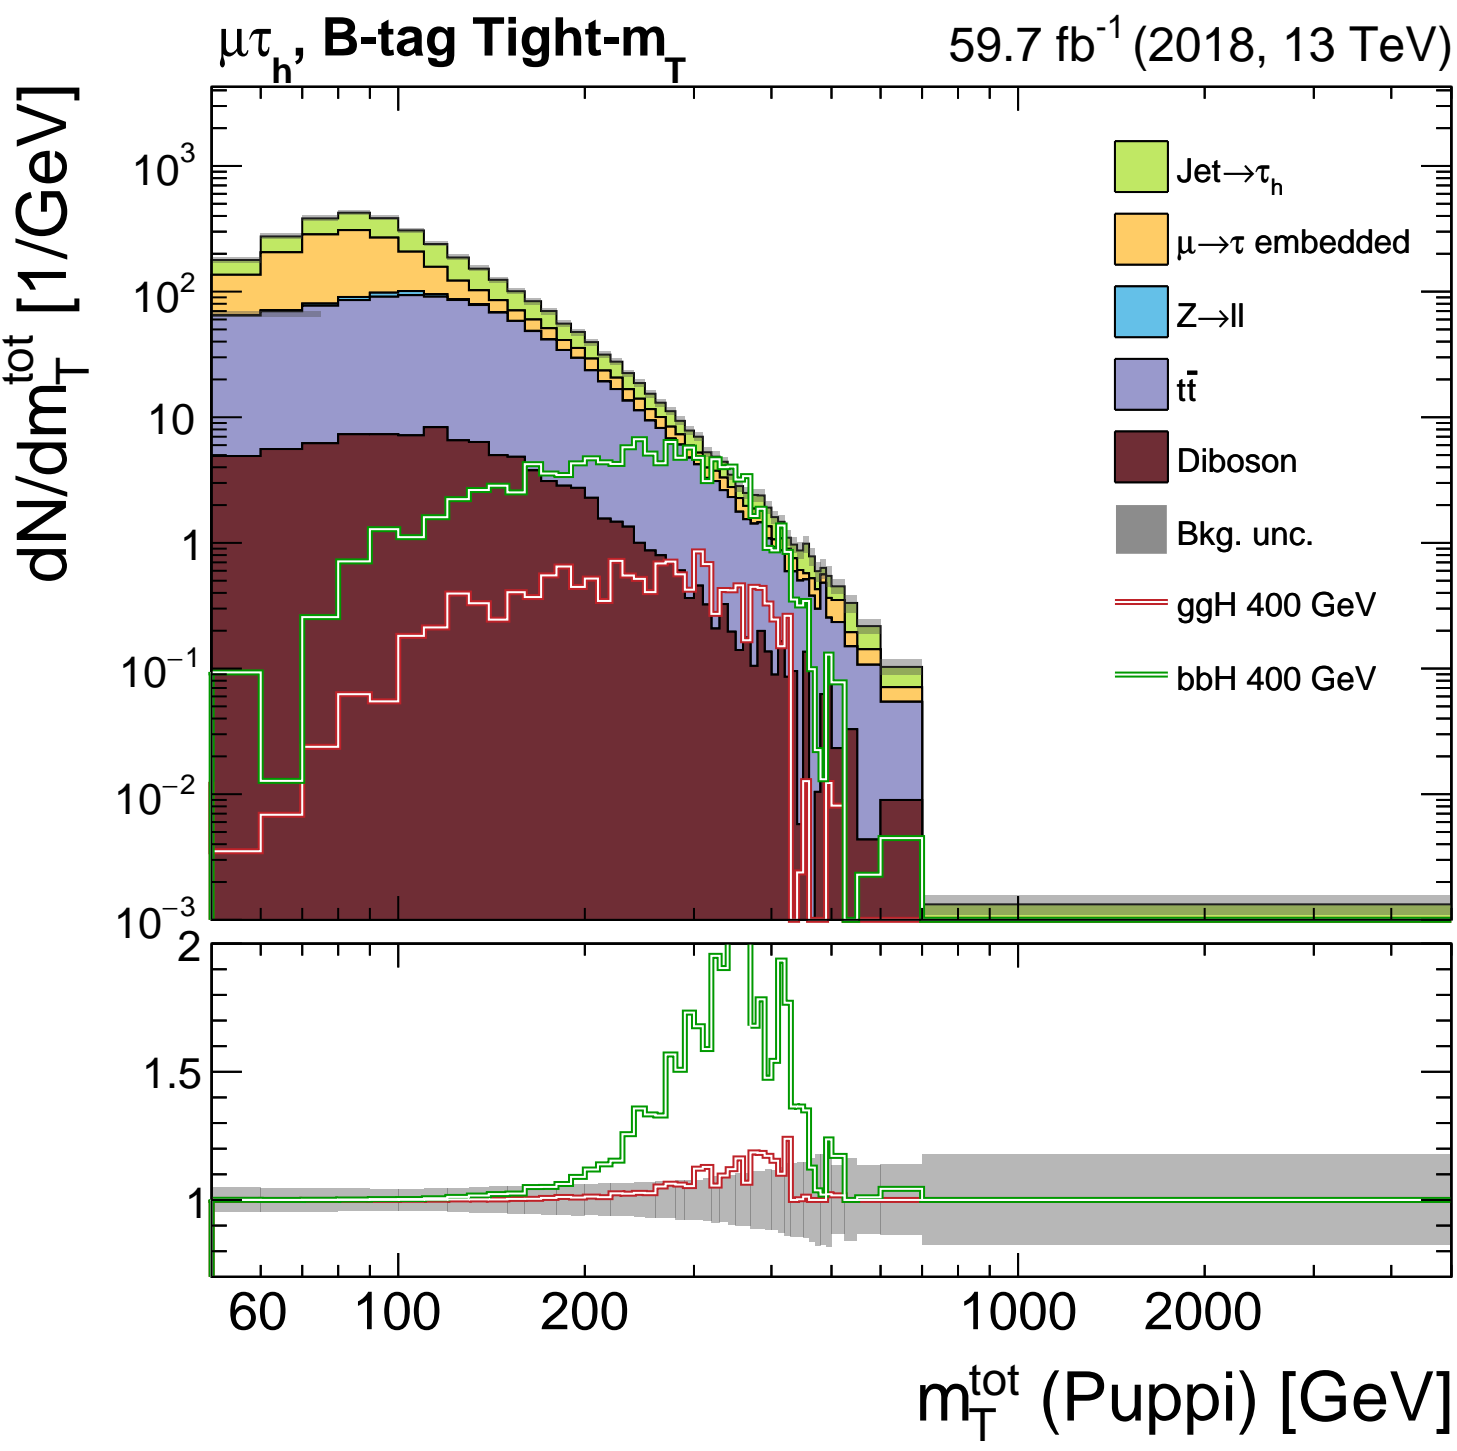 μτh, B-tag Tight-mT
59.7 fb-1 (2018, 13 TeV)
dN/dmTtot [1/GeV]
10^3
10^2
10
1
10^−1
10^−2
10^−3
Jet→τh
μ→τ embedded
Z→ll
tt̄
Diboson
Bkg. unc.
ggH 400 GeV
bbH 400 GeV
2
1.5
1
60 100 200 1000 2000
mTtot (Puppi) [GeV]